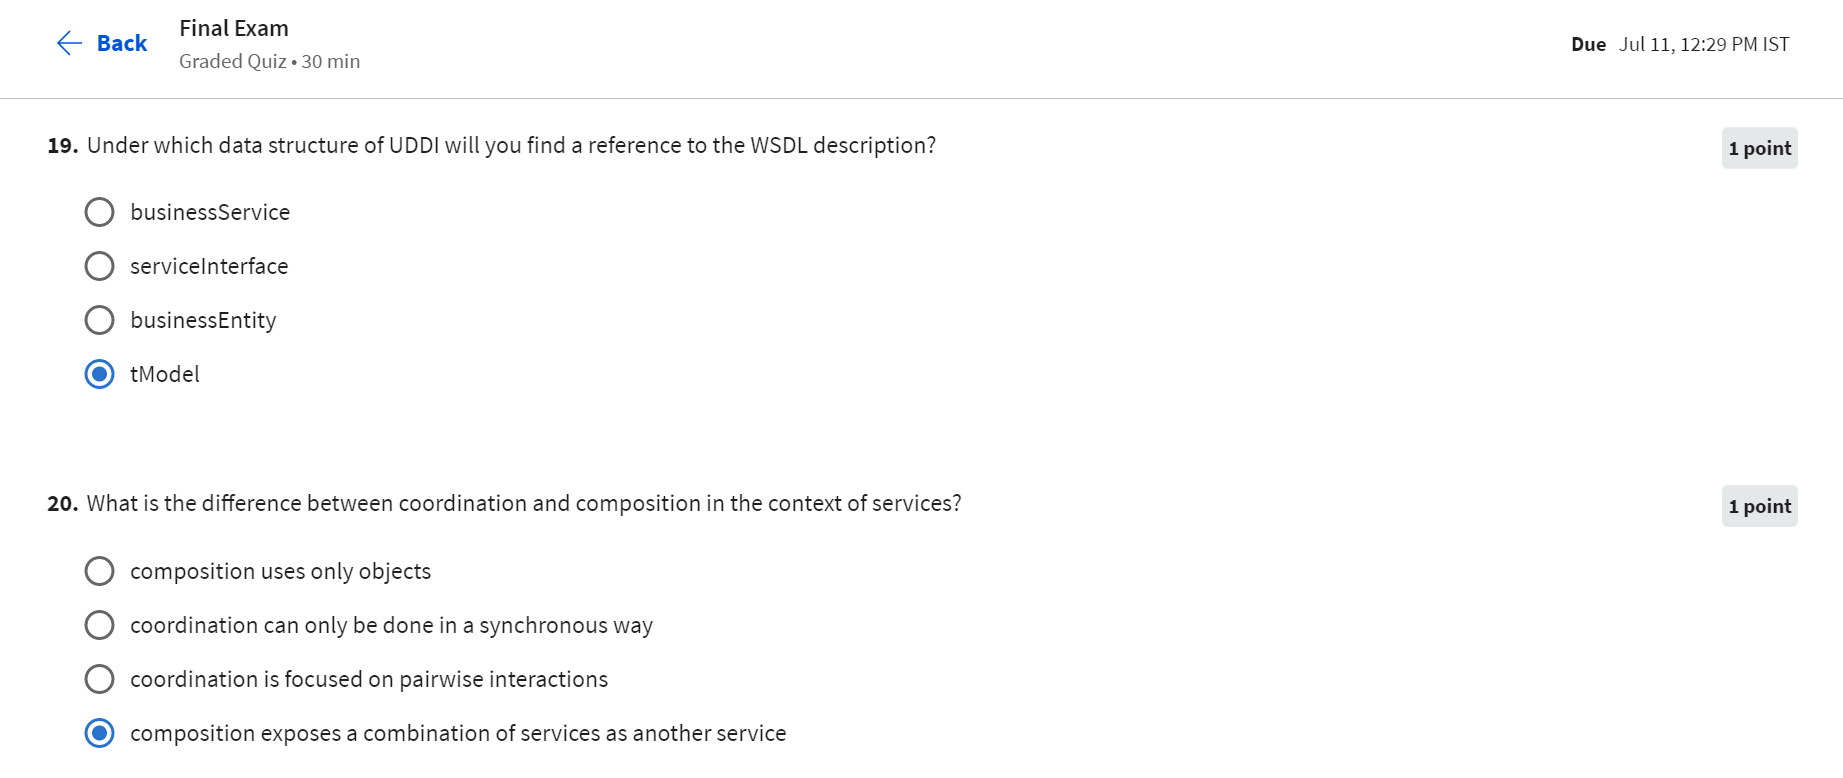 Back
Final Exam
Graded Quiz • 30 min
Due Jul 11, 12:29 PM IST
19. Under which data structure of UDDI will you find a reference to the WSDL description?
1 point
businessService
serviceInterface
businessEntity
tModel
20. What is the difference between coordination and composition in the context of services?
1 point
composition uses only objects
coordination can only be done in a synchronous way
coordination is focused on pairwise interactions
composition exposes a combination of services as another service